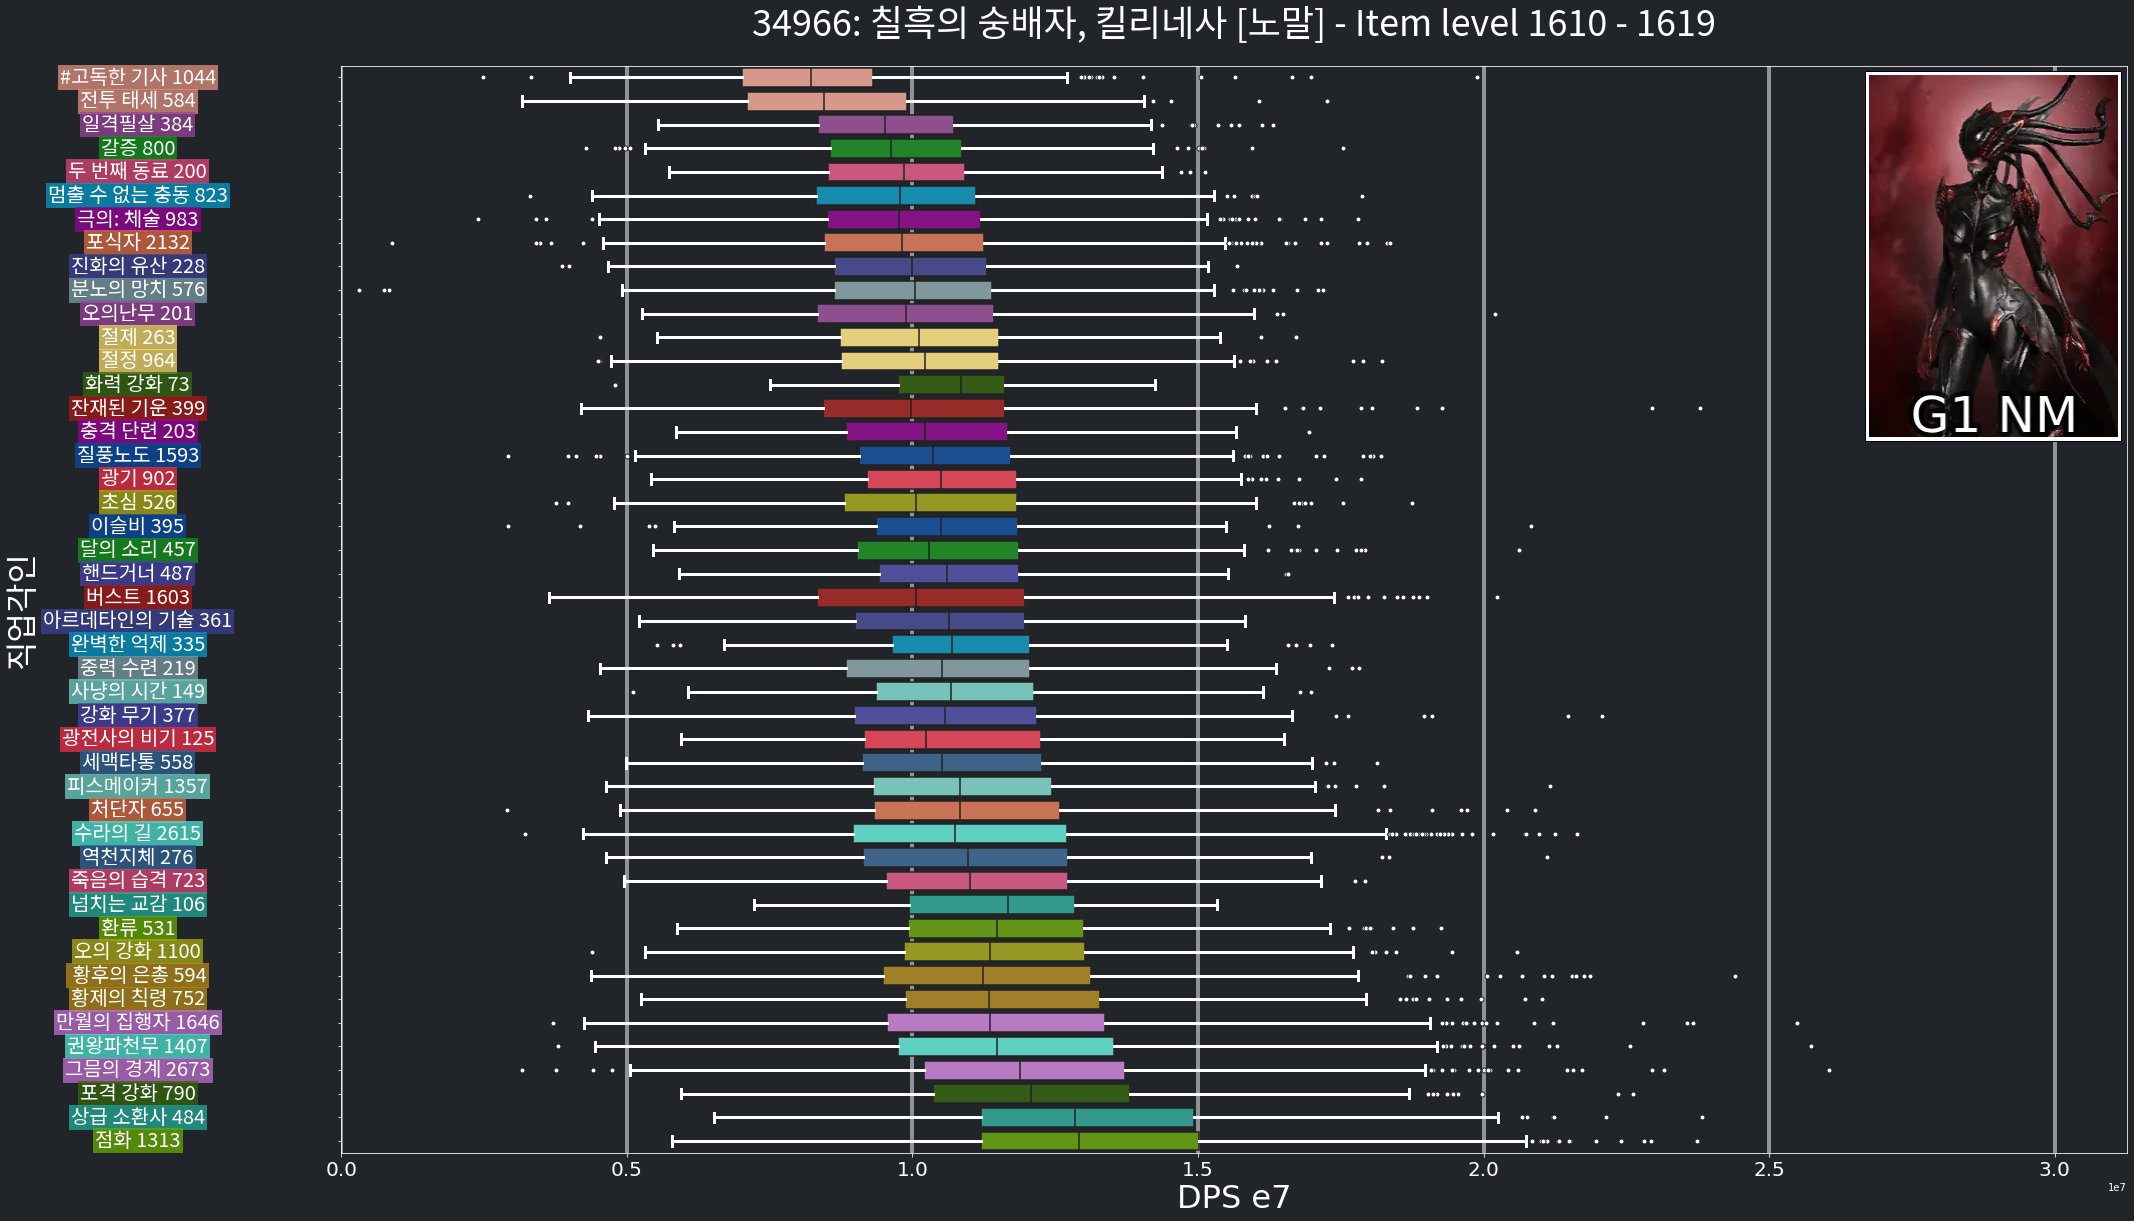 34966: 칠흑의 숭배자, 킬리네사 [노말] - Item level 1610 - 1619
#고독한 기사 1044
전투 태세 584
일격필살 384
갈증 800
두 번째 동료 200
멈출 수 없는 충동 823
극의: 체술 983
포식자 2132
진화의 유산 228
분노의 망치 576
오의난무 201
절제 263
절정 964
화력 강화 73
잔재된 기운 399
충격 단련 203
질풍노도 1593
광기 902
초심 526
이슬비 395
달의 소리 457
핸드거너 487
버스트 1603
아르데타인의 기술 361
완벽한 억제 335
중력 수련 219
사냥의 시간 149
강화 무기 377
광전사의 비기 125
세맥타통 558
피스메이커 1357
처단자 655
수라의 길 2615
역천지체 276
죽음의 습격 723
넘치는 교감 106
환류 531
오의 강화 1100
황후의 은총 594
황제의 칙령 752
만월의 집행자 1646
권왕파천무 1407
그믐의 경계 2673
포격 강화 790
상급 소환사 484
점화 1313
직업각인
G1 NM
0.0 0.5 1.0 1.5 2.0 2.5 3.0
1e7
DPS e7